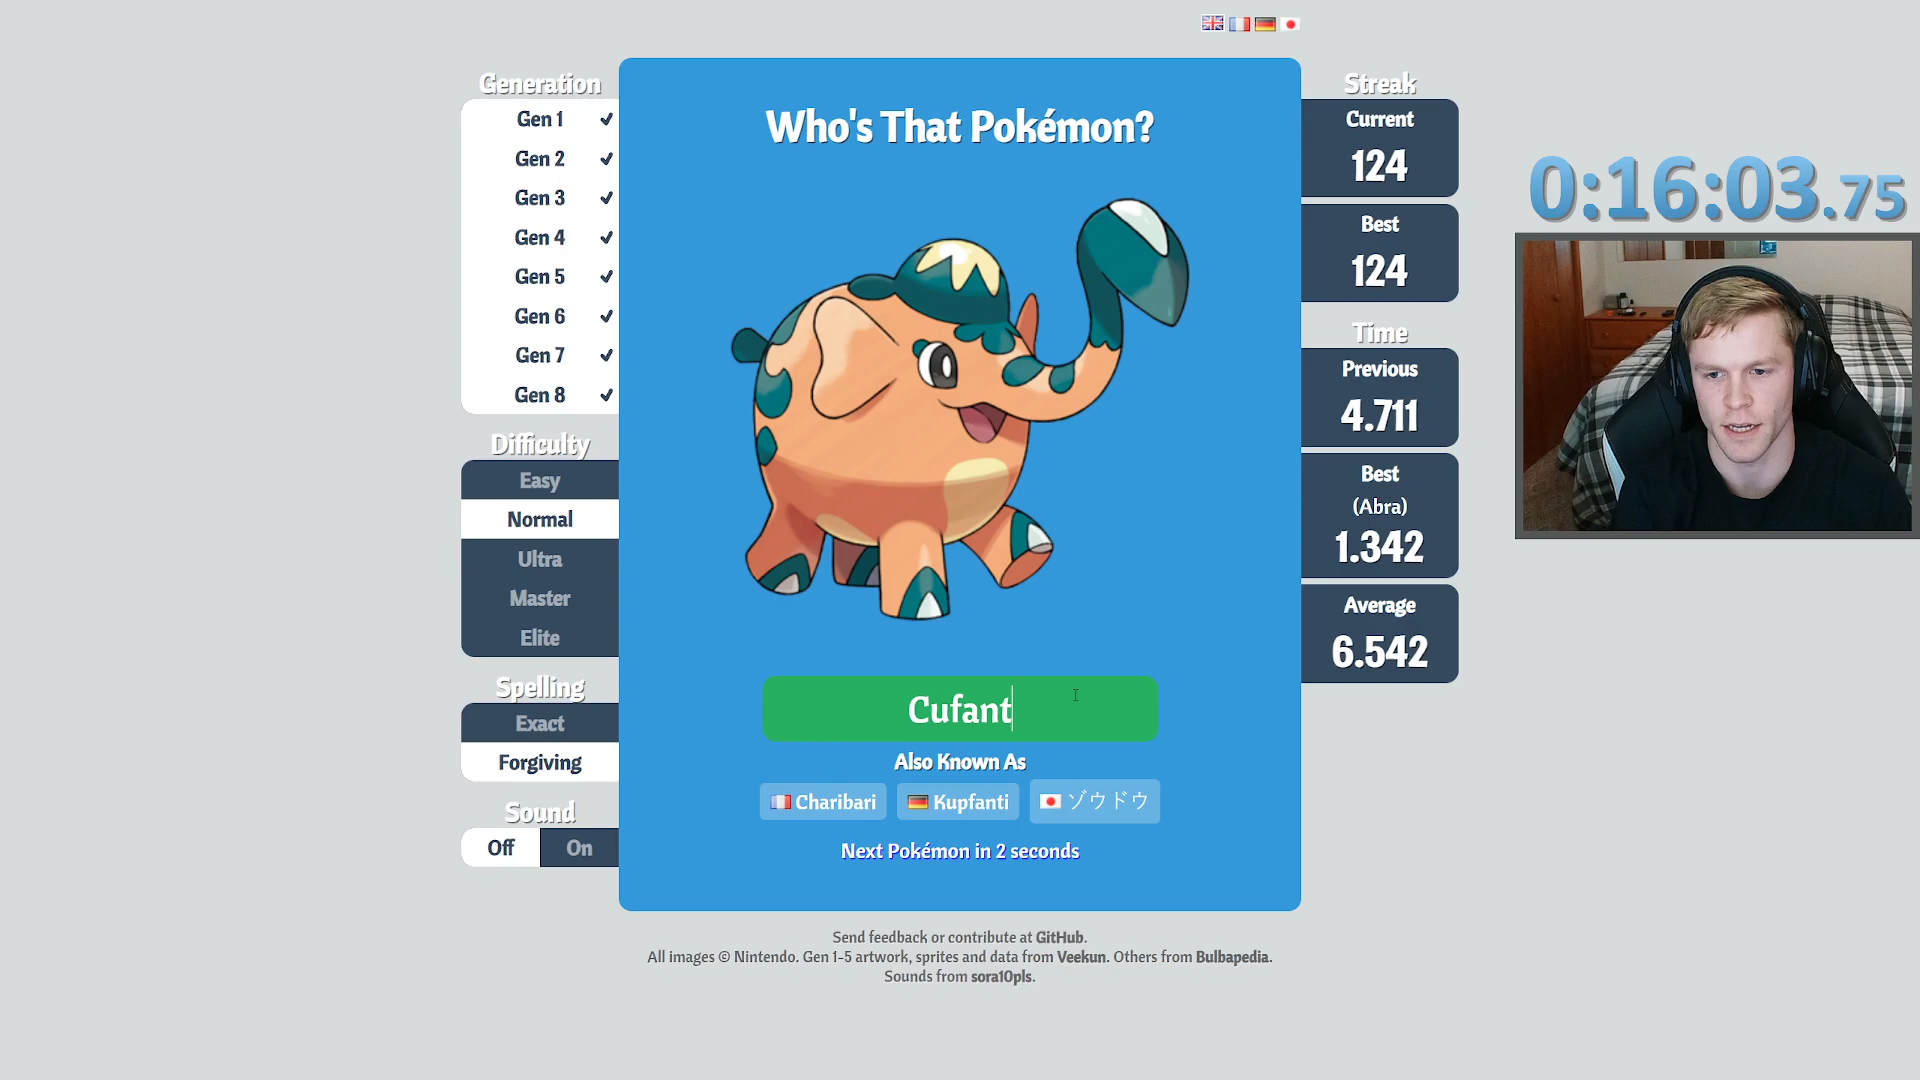 Generation
Gen 1
Gen 2
Gen 3
Gen 4
Gen 5
Gen 6
Gen 7
Gen 8
Difficulty
Easy
Normal
Ultra
Master
Elite
Spelling
Exact
Forgiving
Sound
Off On
Who's That Pokémon?
Cufant
Also Known As
Charibari Kupfanti ゾウドウ
Next Pokémon in 2 seconds
Streak
Current
124
Best
124
Time
Previous
4.711
Best
(Abra)
1.342
Average
6.542
0:16:03.75
Send feedback or contribute at GitHub.
All images © Nintendo. Gen 1-5 artwork, sprites and data from Veekun. Others from Bulbapedia.
Sounds from sora10pls.